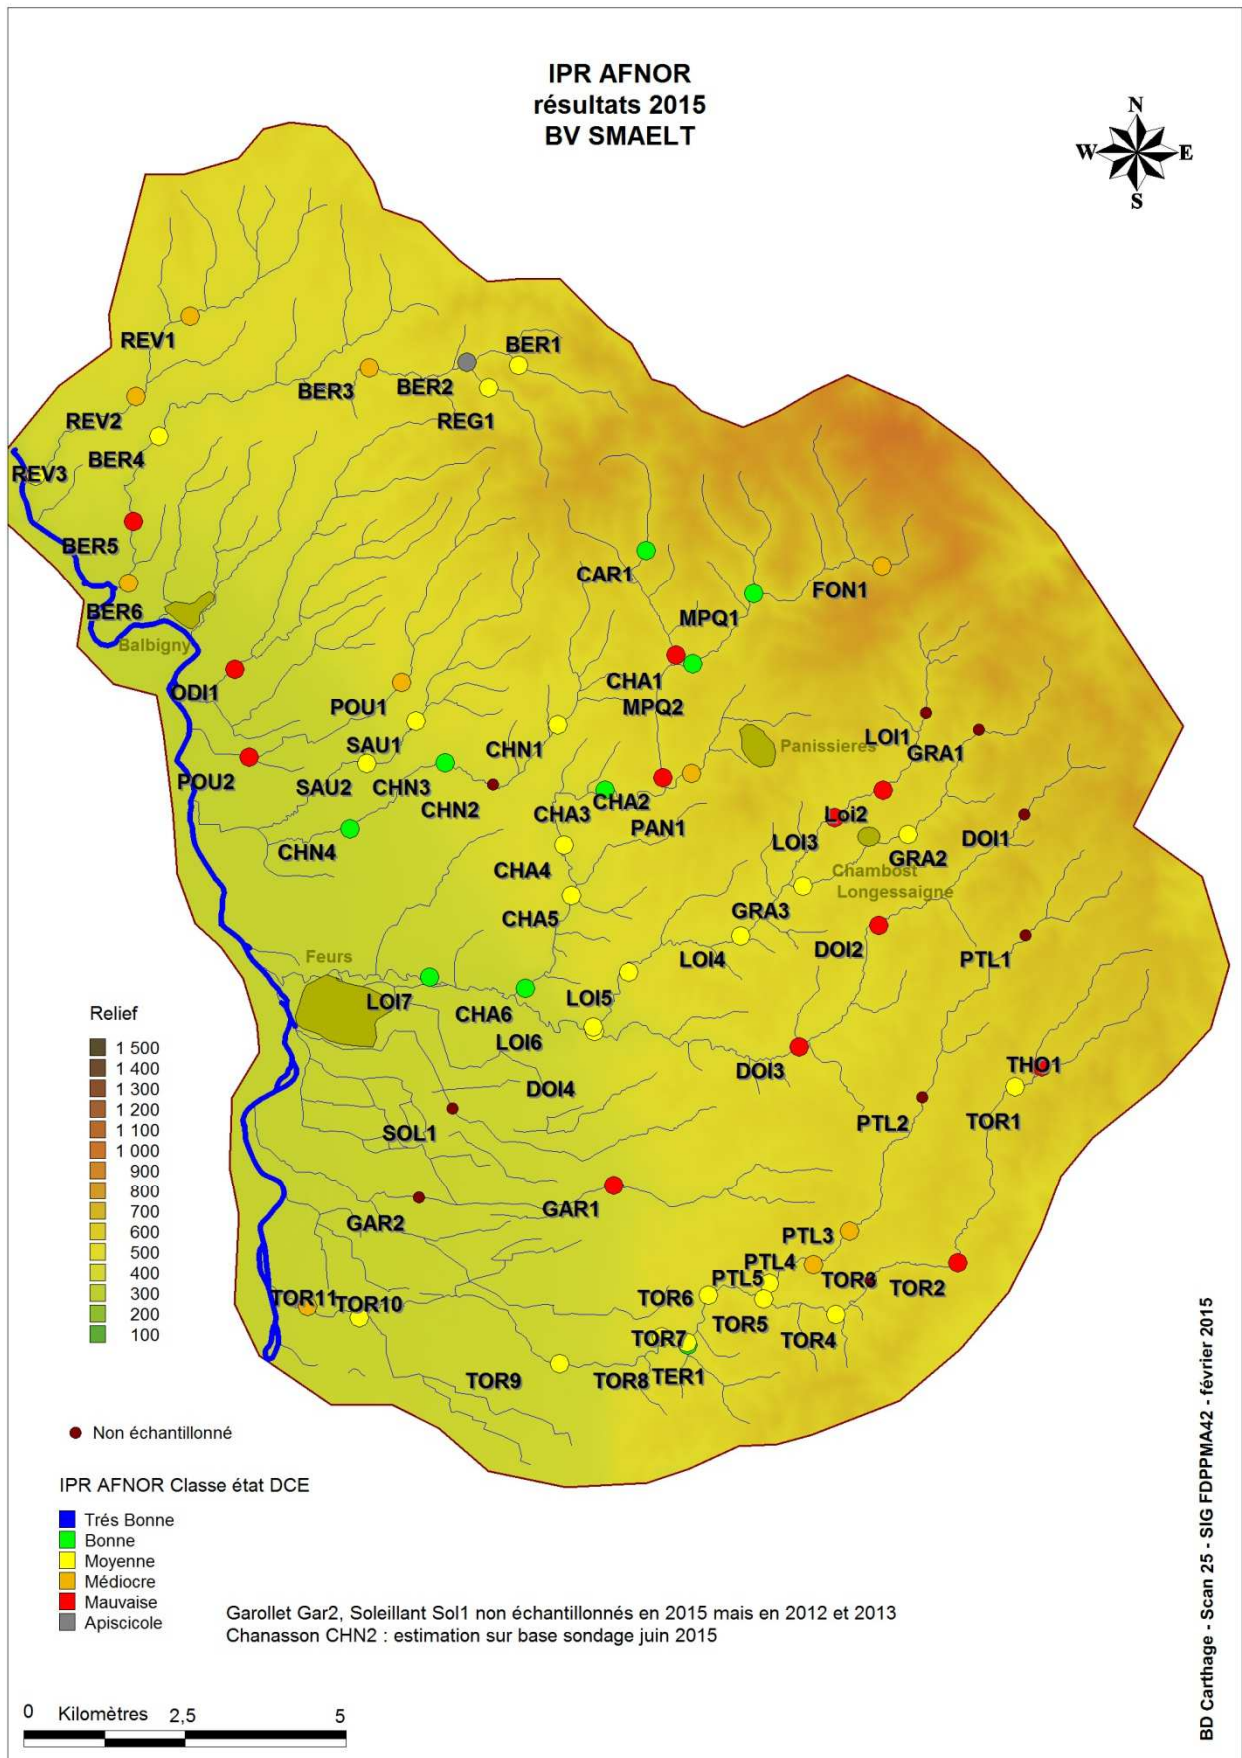 IPR AFNOR
résultats 2015
BV SMAELT
N
W
E
S
REV1
BER1
BER3
BER2
REG1
REV2
BER4
REV3
BER5
BER6
Balbigny
CAR1
FON1
MPQ1
ODI1
POU1
CHA1
MPQ2
SAU1
CHN1
Panissieres
LOI1
GRA1
POU2
SAU2
CHN3
CHN2
CHA3
CHA2
PAN1
Loi2
LOI3
DOI1
CHN4
GRA2
CHA4
Chambost
Longessaigne
CHA5
GRA3
DOI2
LOI4
PTL1
Feurs
LOI7
CHA6
LOI5
LOI6
DOI3
THO1
DOI4
PTL2
TOR1
SOL1
GAR2
GAR1
PTL3
PTL4
PTL5
TOR3
TOR2
TOR11
TOR10
TOR6
TOR5
TOR4
TOR7
TOR9
TOR8
TER1
Relief
1 500
1 400
1 300
1 200
1 100
1 000
900
800
700
600
500
400
300
200
100
Non échantillonné
IPR AFNOR Classe état DCE
Trés Bonne
Bonne
Moyenne
Médiocre
Mauvaise
Apiscicole
Garollet Gar2, Soleillant Sol1 non échantillonnés en 2015 mais en 2012 et 2013
Chanasson CHN2 : estimation sur base sondage juin 2015
0 Kilomètres 2,5 5
BD Carthage - Scan 25 - SIG FDPPMA42 - février 2015